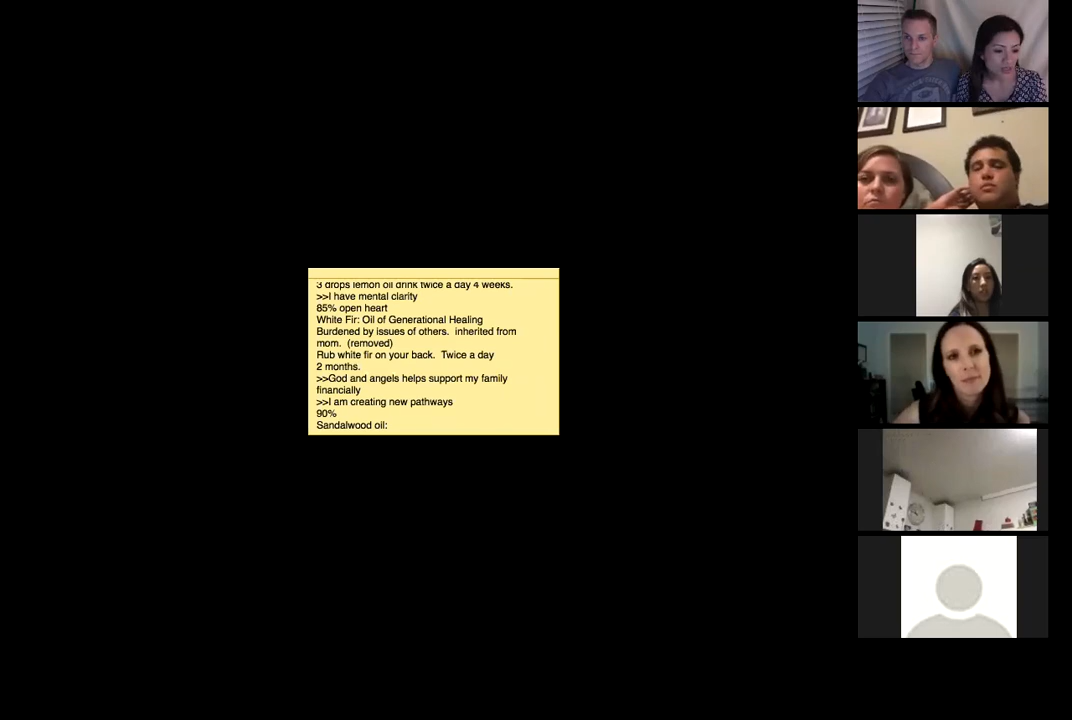 3 drops lemon oil drink twice a day 4 weeks.
>>I have mental clarity
85% open heart
White Fir: Oil of Generational Healing
Burdened by issues of others.  inherited from
mom.  (removed)
Rub white fir on your back.  Twice a day
2 months.
>>God and angels helps support my family
financially
>>I am creating new pathways
90%
Sandalwood oil: